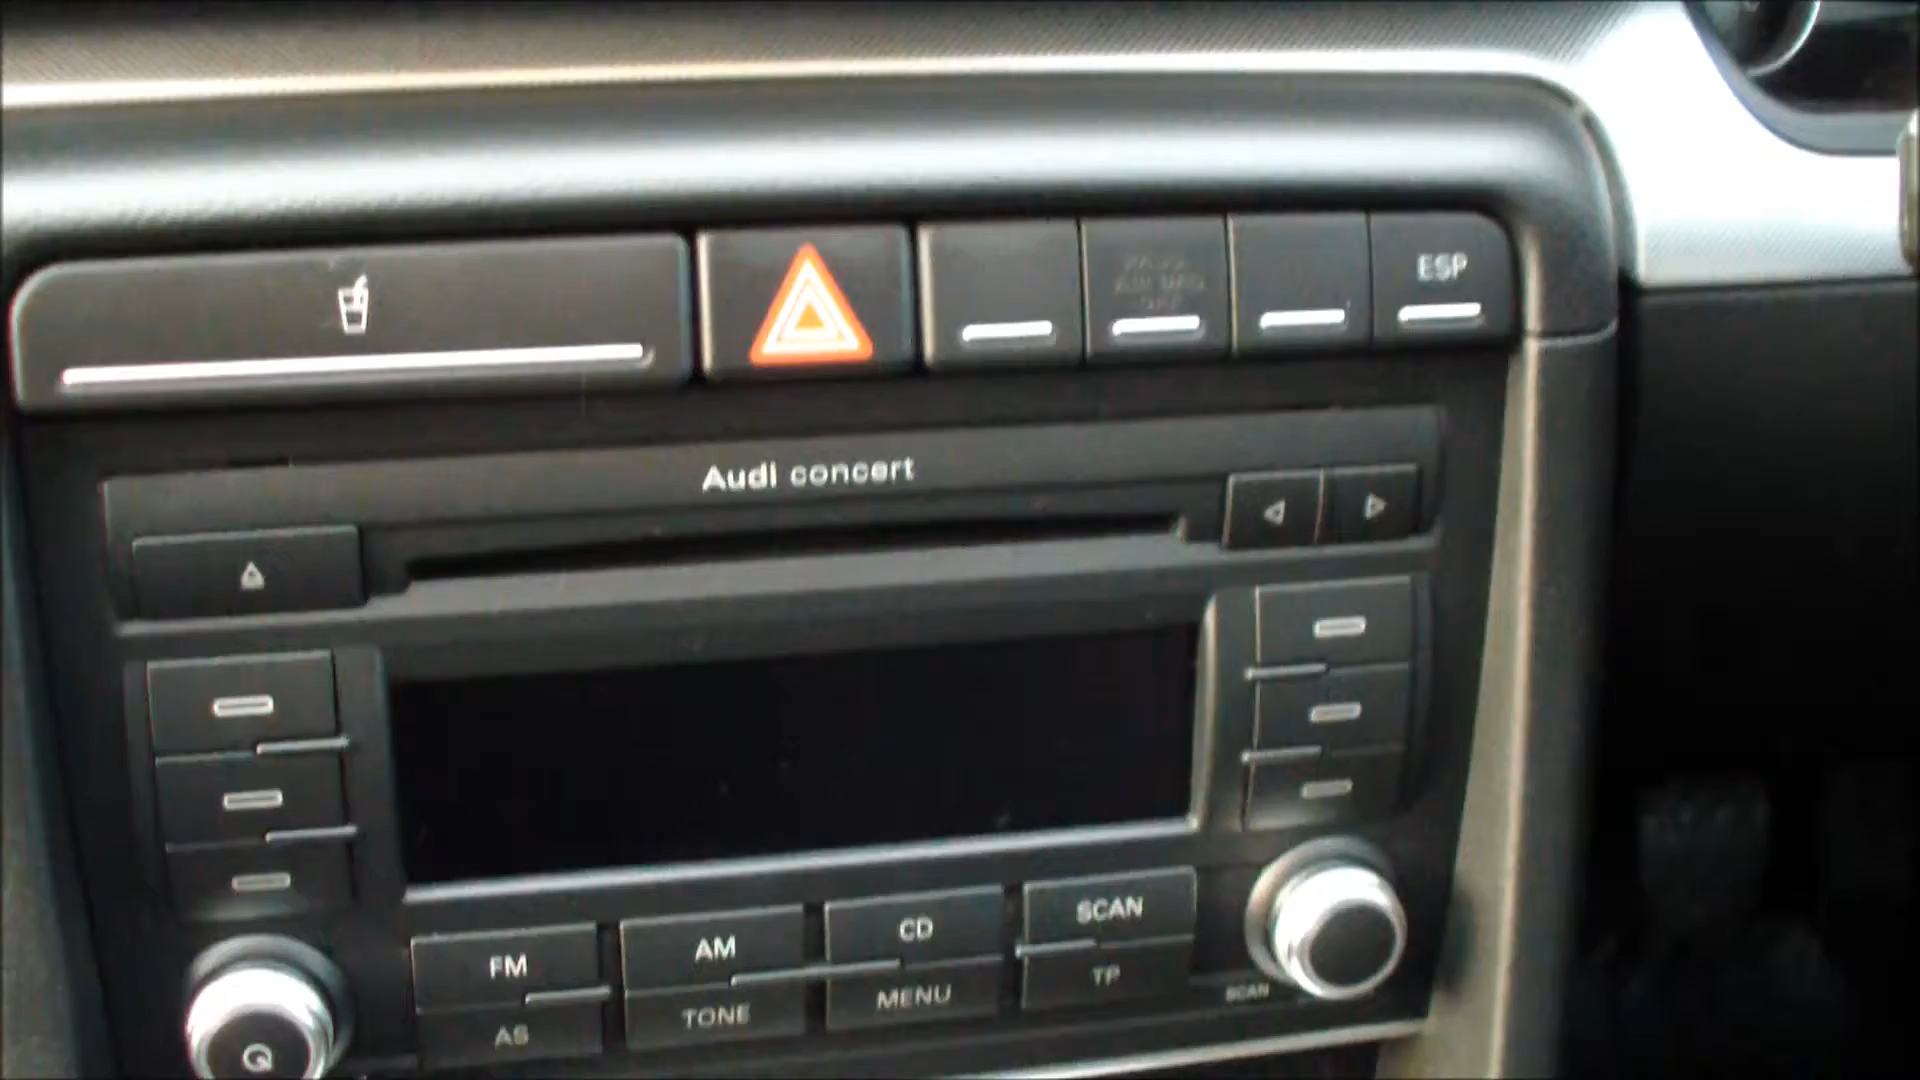 ESP
Audi concert
FM
AM
CD
SCAN
AS
TONE
MENU
TP
SCAN